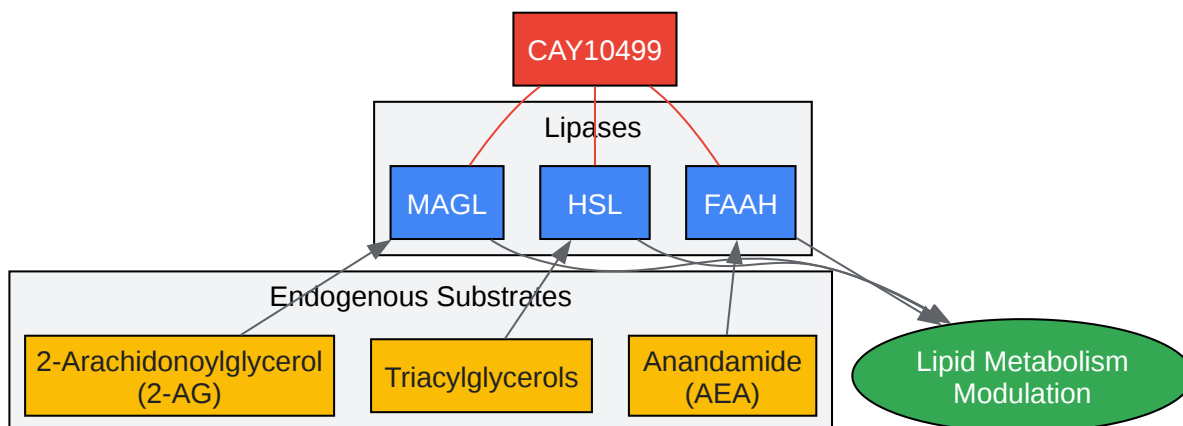 CAY10499
Lipases
MAGL
HSL
FAAH
Endogenous Substrates
2-Arachidonoylglycerol
(2-AG)
Triacylglycerols
Anandamide
(AEA)
Lipid Metabolism
Modulation